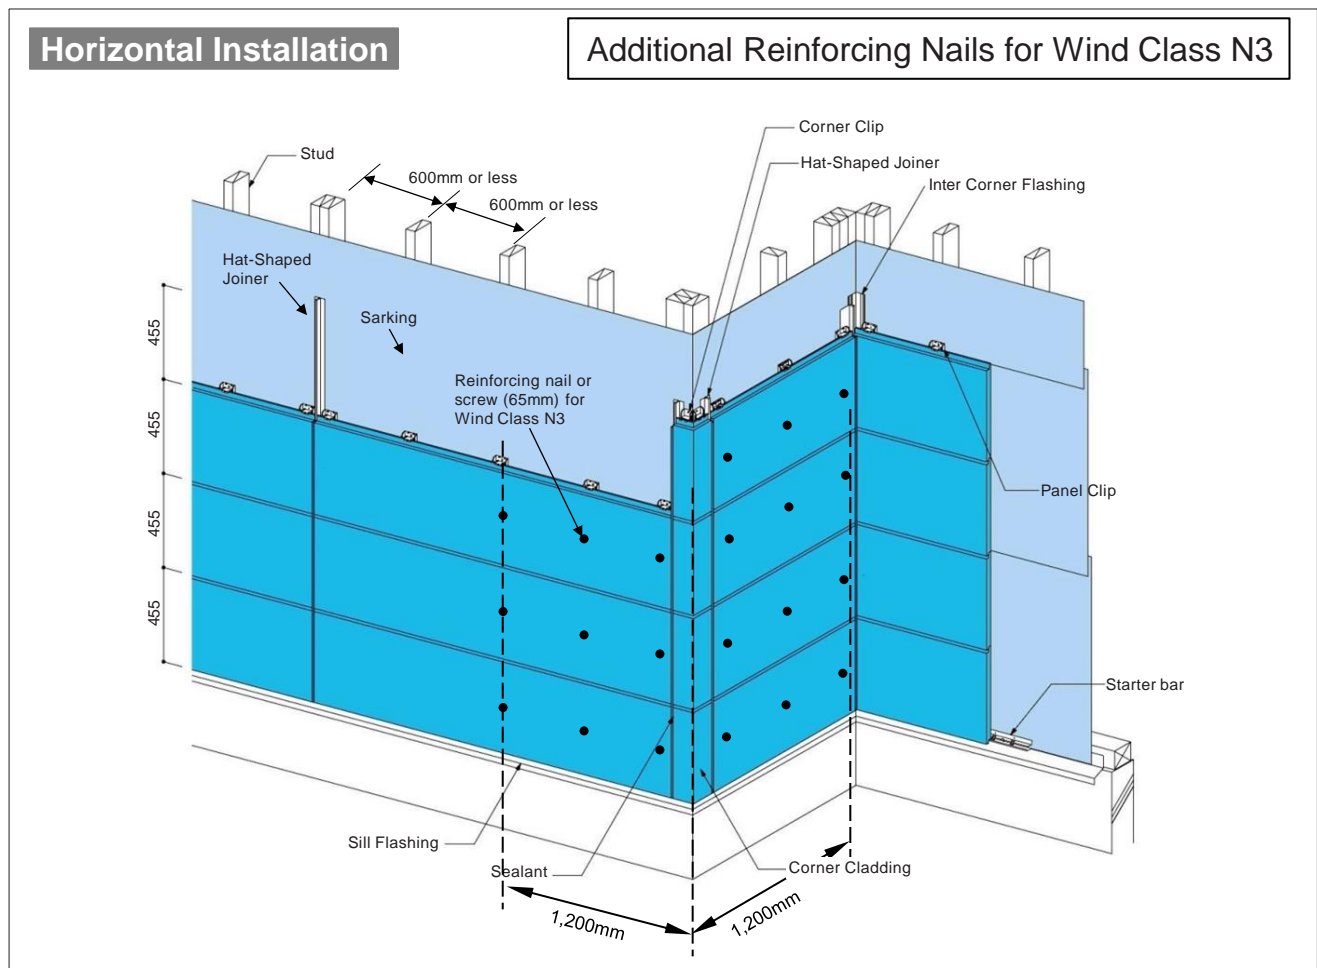 Horizontal Installation
Additional Reinforcing Nails for Wind Class N3
Corner Clip
Stud
Hat-Shaped Joiner
600mm or less
Inter Corner Flashing
600mm or less
Hat-Shaped
Joiner
Sarking
455
455
455
455
Reinforcing nail or
screw (65mm) for
Wind Class N3
Panel Clip
Starter bar
Sill Flashing
Sealant
Corner Cladding
1,200mm
1,200mm